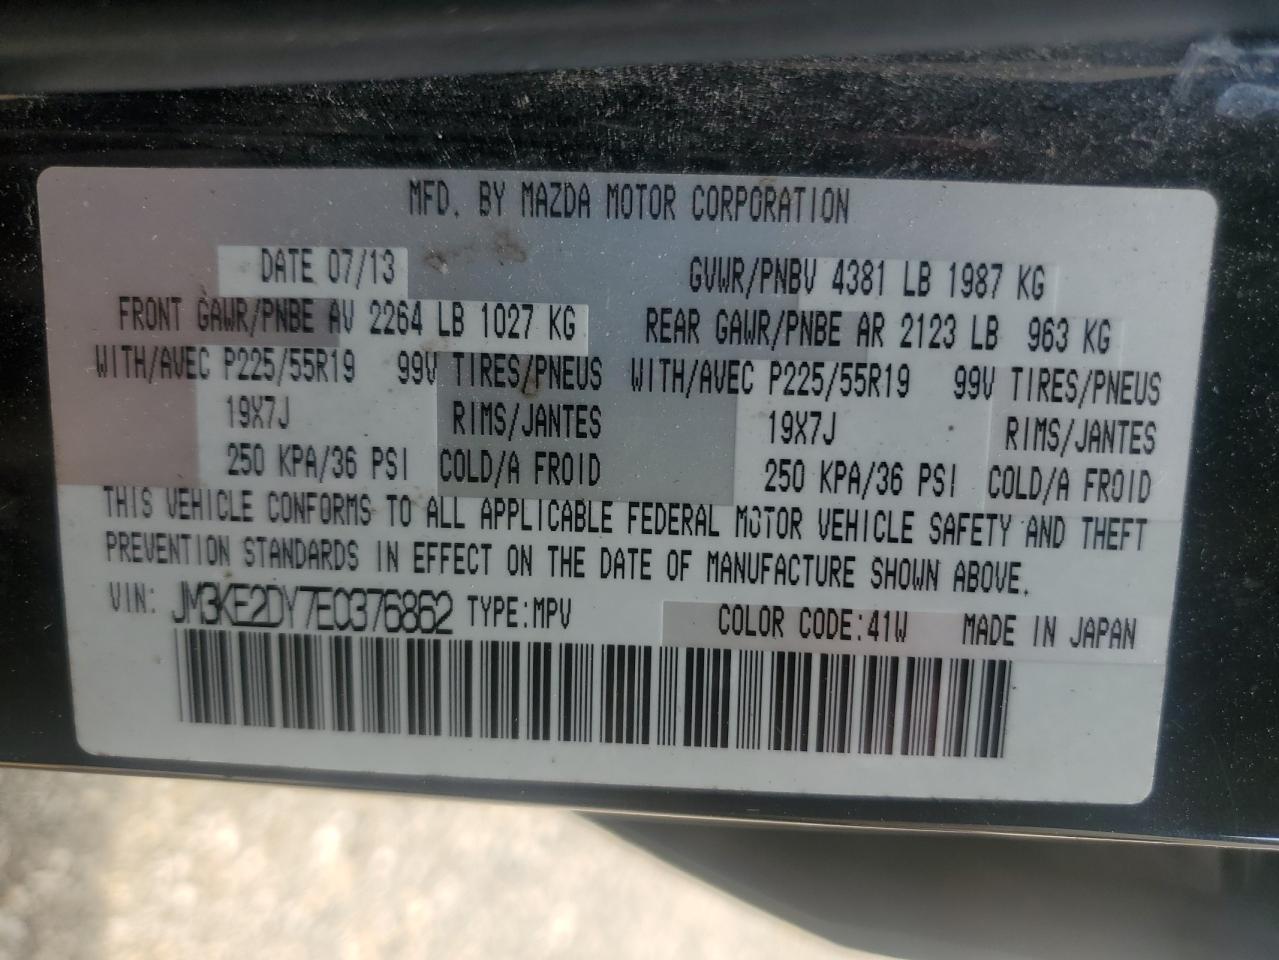 MFD. BY MAZDA MOTOR CORPORATION
DATE 07/13 GVWR/PNBV 4381 LB 1987 KG
FRONT GAWR/PNBE AV 2264 LB 1027 KG REAR GAWR/PNBE AR 2123 LB 963 KG
WITH/AVEC P225/55R19 99V TIRES/PNEUS WITH/AVEC P225/55R19 99V TIRES/PNEUS
19X7J RIMS/JANTES 19X7J RIMS/JANTES
250 KPA/36 PSI COLD/A FROID 250 KPA/36 PSI COLD/A FROID
THIS VEHICLE CONFORMS TO ALL APPLICABLE FEDERAL MOTOR VEHICLE SAFETY AND THEFT
PREVENTION STANDARDS IN EFFECT ON THE DATE OF MANUFACTURE SHOWN ABOVE.
VIN: JM3KE2DY7E0376862 TYPE:MPV COLOR CODE:41W MADE IN JAPAN